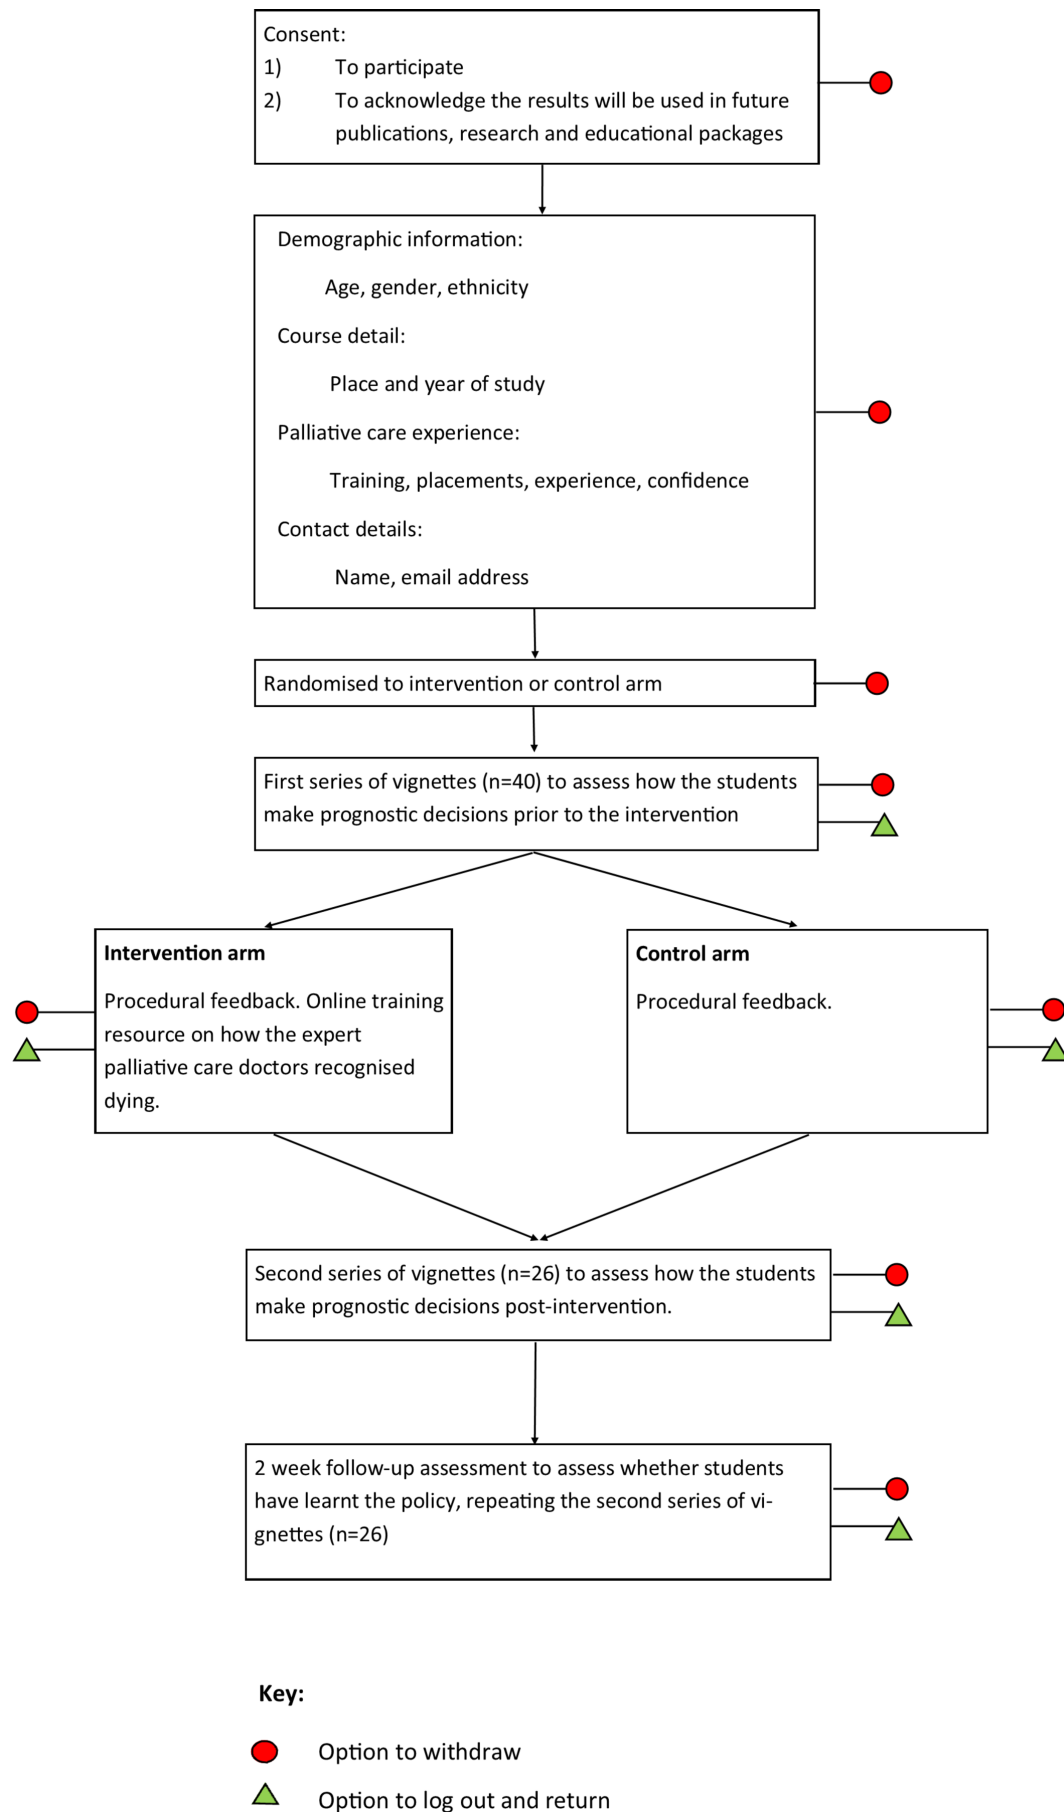 Consent:
1) To participate
2) To acknowledge the results will be used in future
publications, research and educational packages
Demographic information:
Age, gender, ethnicity
Course detail:
Place and year of study
Palliative care experience:
Training, placements, experience, confidence
Contact details:
Name, email address
Randomised to intervention or control arm
First series of vignettes (n=40) to assess how the students
make prognostic decisions prior to the intervention
Intervention arm
Procedural feedback. Online training
resource on how the expert
palliative care doctors recognised
dying.
Control arm
Procedural feedback.
Second series of vignettes (n=26) to assess how the students
make prognostic decisions post-intervention.
2 week follow-up assessment to assess whether students
have learnt the policy, repeating the second series of vi-
gnettes (n=26)
Key:
Option to withdraw
Option to log out and return